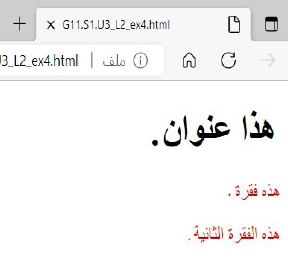 G11.S1.U3_L2_ex4.html
ملف U3_L2_ex4.html
هذا عنوان.
هذه فقرة .
هذه الفقرة الثانية .